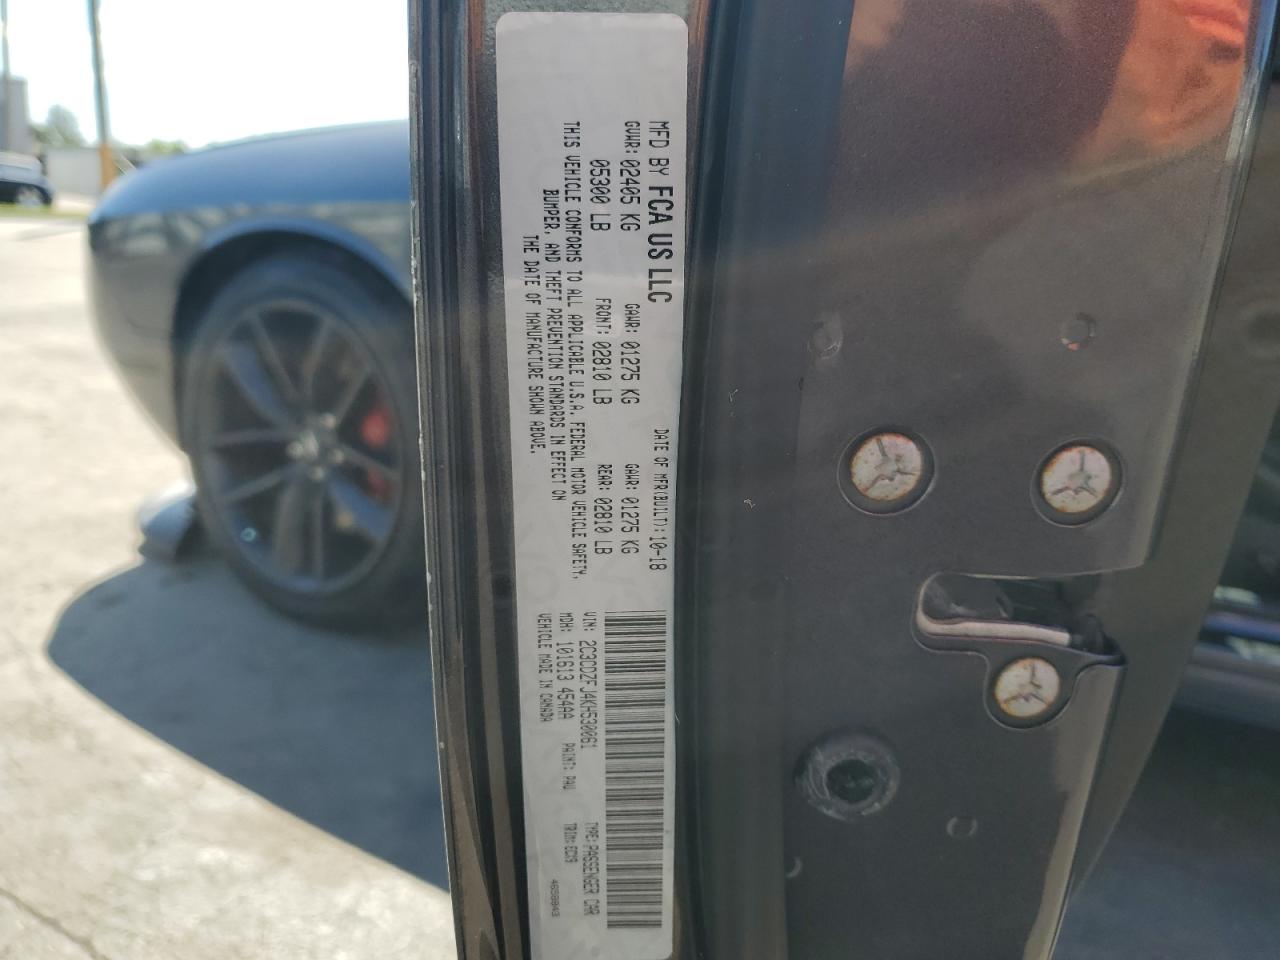 MFD BY FCA US LLC
DATE OF MFR(BUILT): 10-18
GVWR: 02405 KG
GAWR: 01275 KG
GAWR: 01275 KG
05300 LB
FRONT: 02810 LB
REAR: 02810 LB
THIS VEHICLE CONFORMS TO ALL APPLICABLE U.S.A. FEDERAL MOTOR VEHICLE SAFETY,
BUMPER, AND THEFT PREVENTION STANDARDS IN EFFECT ON
THE DATE OF MANUFACTURE SHOWN ABOVE.
VIN: 2C3CDZFJ4KH530061
TYPE: PASSENGER CAR
MDH: 101613 454AA
PAINT: PAU
VEHICLE MADE IN CANADA